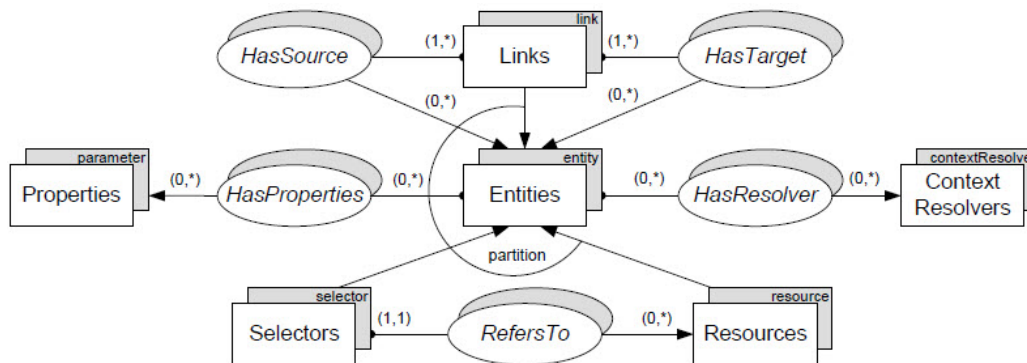 link
HasSource
(1,*)
Links
(1,*)
HasTarget
(0,*)
(0,*)
parameter
entity
contextResolve
Properties
(0,*)
HasProperties
(0,*)
Entities
(0,*)
HasResolver
(0,*)
Context
Resolvers
partition
selector
resource
Selectors
(1,1)
RefersTo
(0,*)
Resources